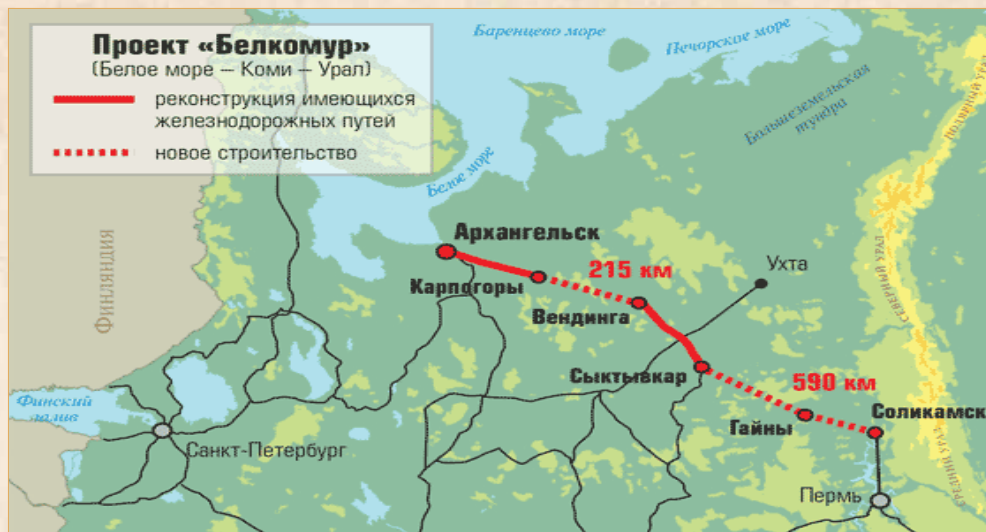 Проект «Белкомур»
(Белое море – Коми – Урал)
реконструкция имеющихся
железнодорожных путей
новое строительство
Баренцево море
Печорское море
Большеземельская
тундра
Полярный Урал
Белое море
Финляндия
Архангельск
Карпогоры
215 км
Вендинга
Ухта
Северный Урал
Сыктывкар
590 км
Гайны
Соликамск
Финский
залив
Санкт-Петербург
Средний Урал
Пермь